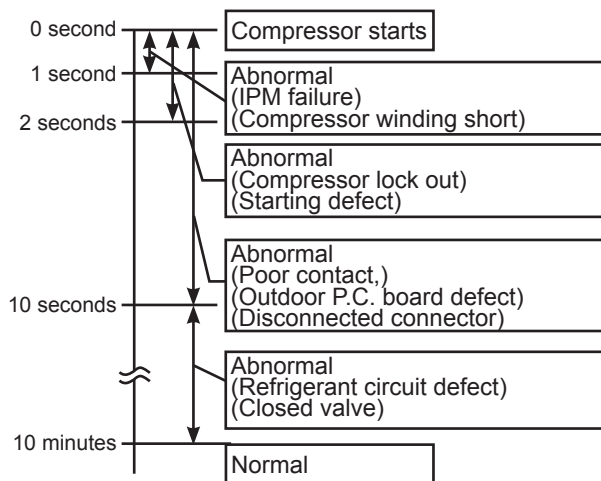 0 second
Compressor starts
1 second
Abnormal
(IPM failure)
(Compressor winding short)
2 seconds
Abnormal
(Compressor lock out)
(Starting defect)
Abnormal
(Poor contact,)
(Outdoor P.C. board defect)
(Disconnected connector)
10 seconds
Abnormal
(Refrigerant circuit defect)
(Closed valve)
10 minutes
Normal